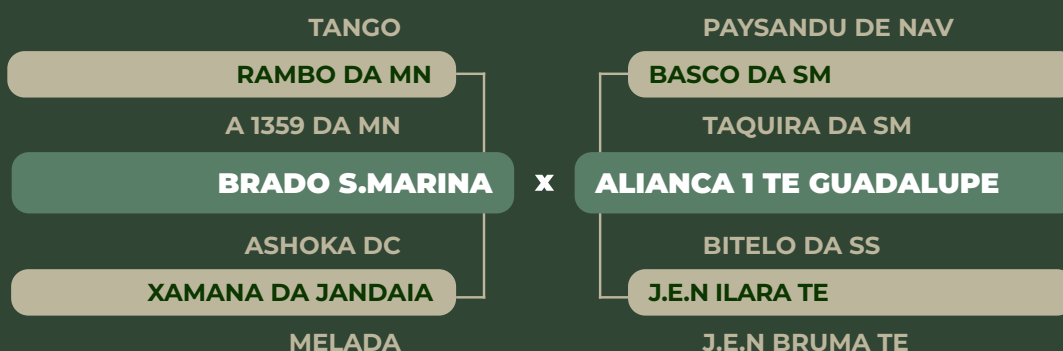 TANGO PAYSANDU DE NAV
RAMBO DA MN BASCO DA SM
A 1359 DA MN TAQUIRA DA SM
BRADO S.MARINA x ALIANCA 1 TE GUADALUPE
ASHOKA DC BITELO DA SS
XAMANA DA JANDAIA J.E.N ILARA TE
MELADA J.E.N BRUMA TE